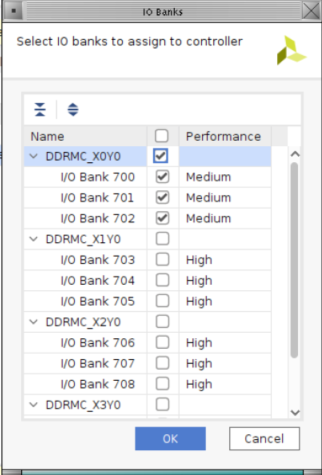 IO Banks
Select IO banks to assign to controller
Name Performance
DDRMC_X0Y0
I/O Bank 700 Medium
I/O Bank 701 Medium
I/O Bank 702 Medium
DDRMC_X1Y0
I/O Bank 703 High
I/O Bank 704 High
I/O Bank 705 High
DDRMC_X2Y0
I/O Bank 706 High
I/O Bank 707 High
I/O Bank 708 High
DDRMC_X3Y0
OK Cancel